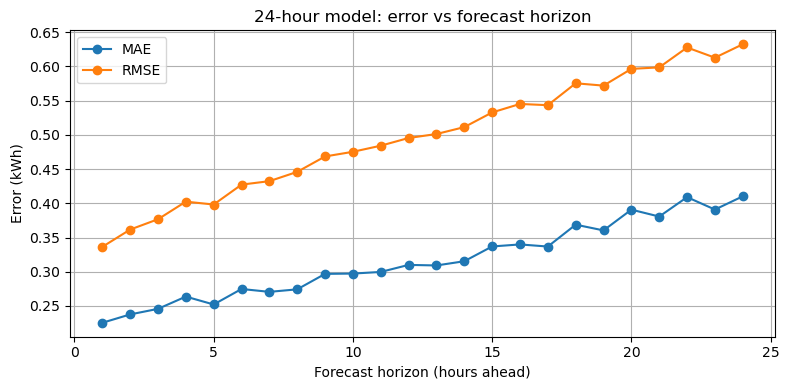 24-hour model: error vs forecast horizon
MAE
RMSE
0.65
0.60
0.55
0.50
0.45
0.40
0.35
0.30
0.25
Error (kWh)
0 5 10 15 20 25
Forecast horizon (hours ahead)